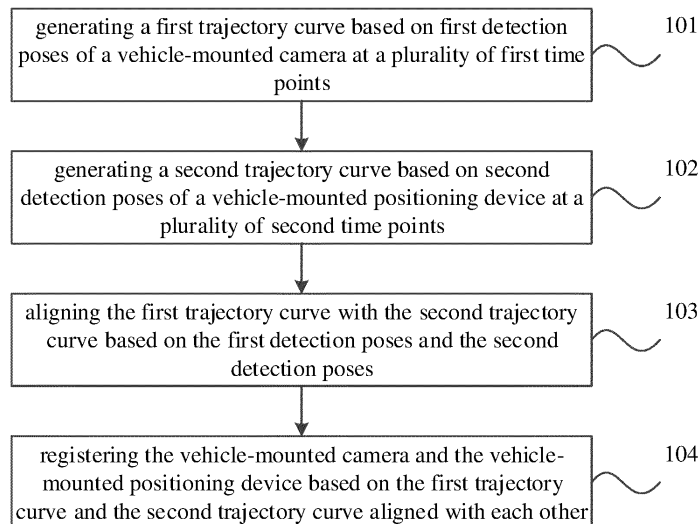 generating a first trajectory curve based on first detection
poses of a vehicle-mounted camera at a plurality of first time
points
101
generating a second trajectory curve based on second
detection poses of a vehicle-mounted positioning device at a
plurality of second time points
102
aligning the first trajectory curve with the second trajectory
curve based on the first detection poses and the second
detection poses
103
registering the vehicle-mounted camera and the vehicle-
mounted positioning device based on the first trajectory
curve and the second trajectory curve aligned with each other
104